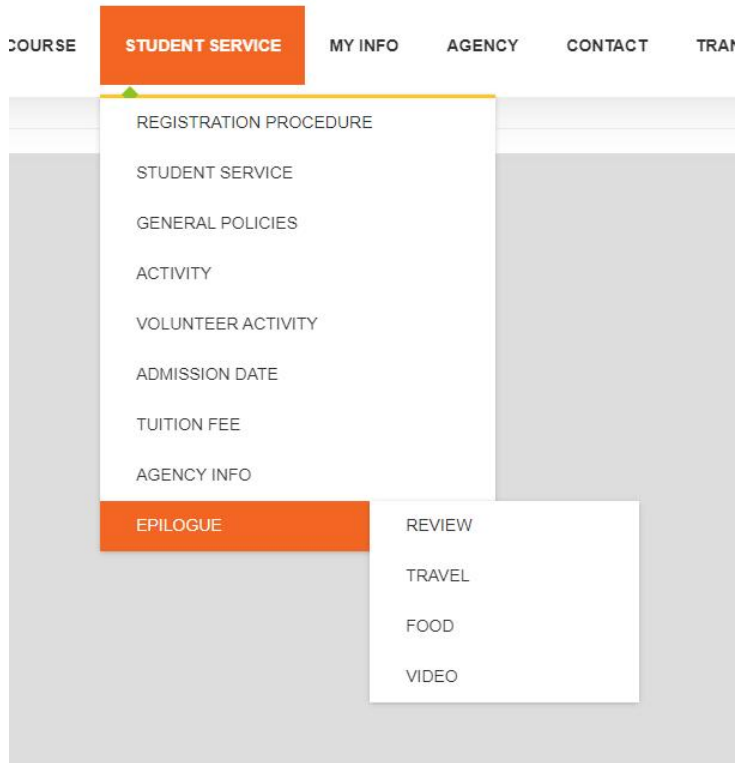 COURSE STUDENT SERVICE MY INFO AGENCY CONTACT
REGISTRATION PROCEDURE
STUDENT SERVICE
GENERAL POLICIES
ACTIVITY
VOLUNTEER ACTIVITY
ADMISSION DATE
TUITION FEE
AGENCY INFO
EPILOGUE REVIEW
TRAVEL
FOOD
VIDEO